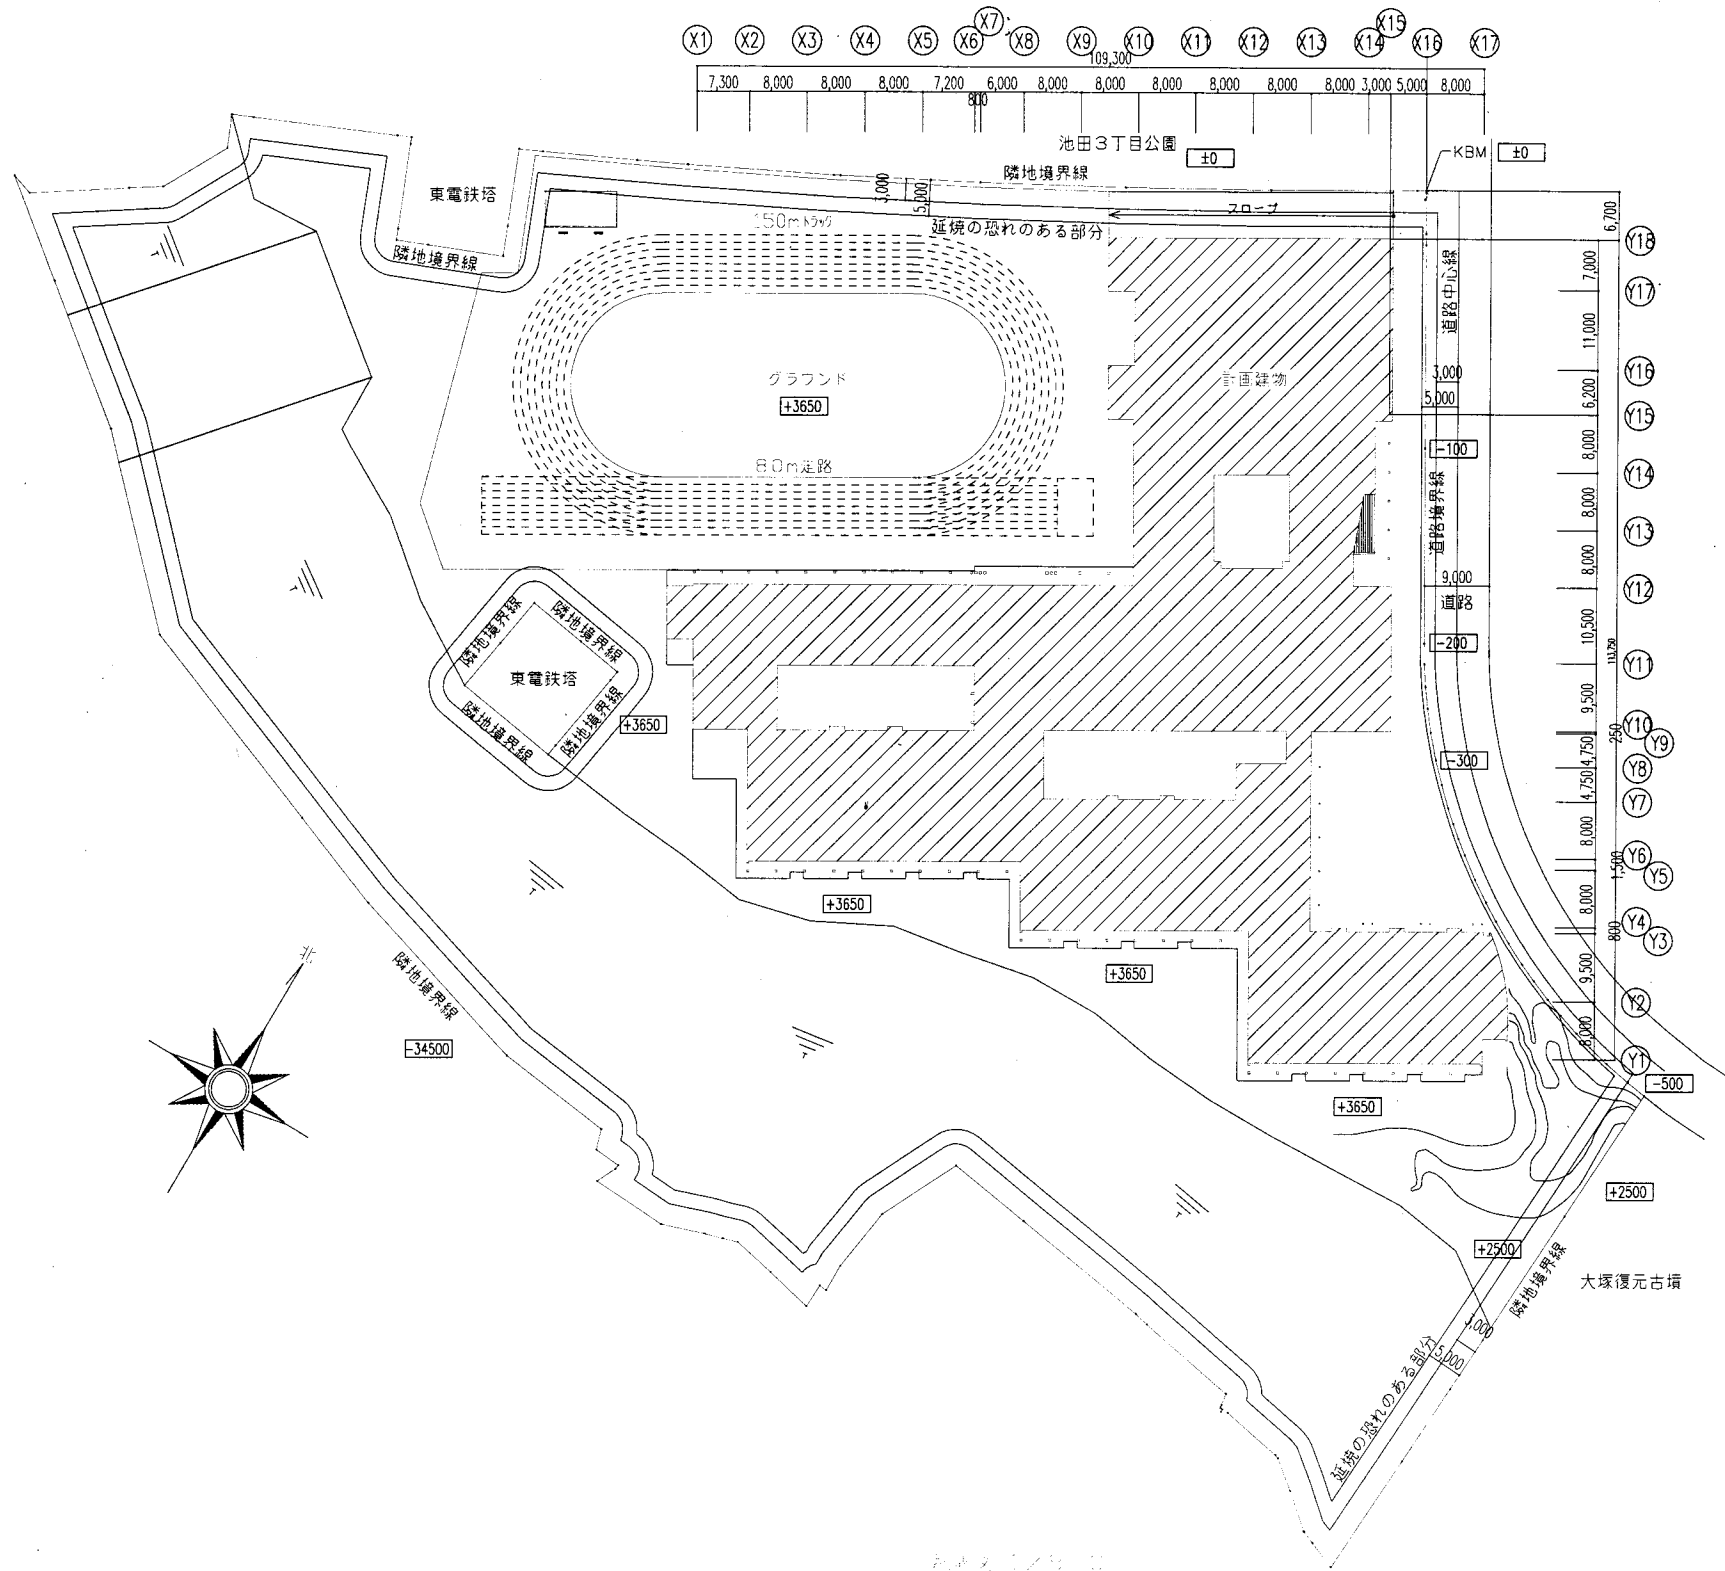 X1 X2 X3 X4 X5 X6 X7 X8 X9 X10 X11 X12 X13 X14 X15 X16 X17
109,300
7,300 8,000 8,000 8,000 7,200 6,000 8,000 8,000 8,000 8,000 8,000 8,000 3,000 5,000 8,000
800
池田3丁目公園 ±0
KBM ±0
隣地境界線
東電鉄塔
隣地境界線
3,000
5,000
スロープ
延焼の恐れのある部分
150mトラック
グラウンド
+3650
80m走路
計画建物
道路中心線
3,000
5,000
-100
道路境界線
9,000
道路
-200
-300
6,700
Y18
7,000
Y17
11,000
Y16
6,200
Y15
8,000
Y14
8,000
Y13
8,000
Y12
10,500
113,750
Y11
9,500
Y10
250
Y9
4,750
Y8
4,750
Y7
8,000
Y6
1,500
Y5
8,000
Y4
800
Y3
9,500
Y2
8,000
Y1
-500
隣地境界線
隣地境界線
東電鉄塔
隣地境界線
隣地境界線
+3650
+3650
+3650
+3650
北
隣地境界線
-34500
+2500
+2500
隣地境界線
大塚復元古墳
3,000
5,000
延焼の恐れのある部分